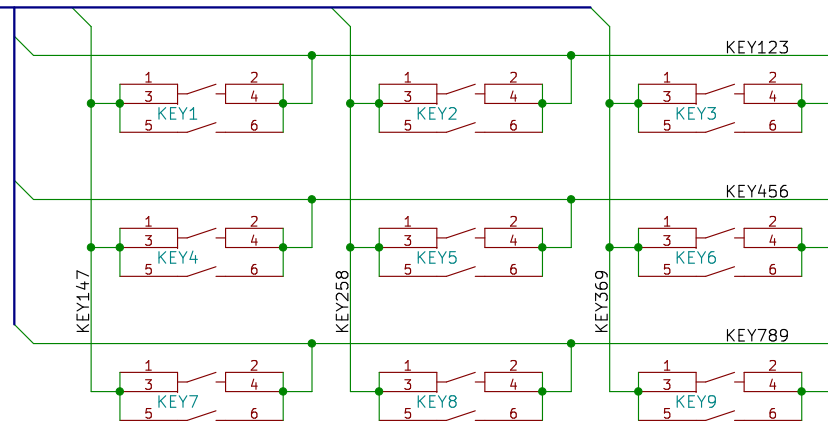 KEY123
1 2 1 2 1 2
3 4 3 4 3 4
KEY1 KEY2 KEY3
5 6 5 6 5 6
KEY456
1 2 1 2 1 2
3 4 3 4 3 4
KEY4 KEY5 KEY6
5 6 5 6 5 6
KEY147 KEY258 KEY369
KEY789
1 2 1 2 1 2
3 4 3 4 3 4
KEY7 KEY8 KEY9
5 6 5 6 5 6